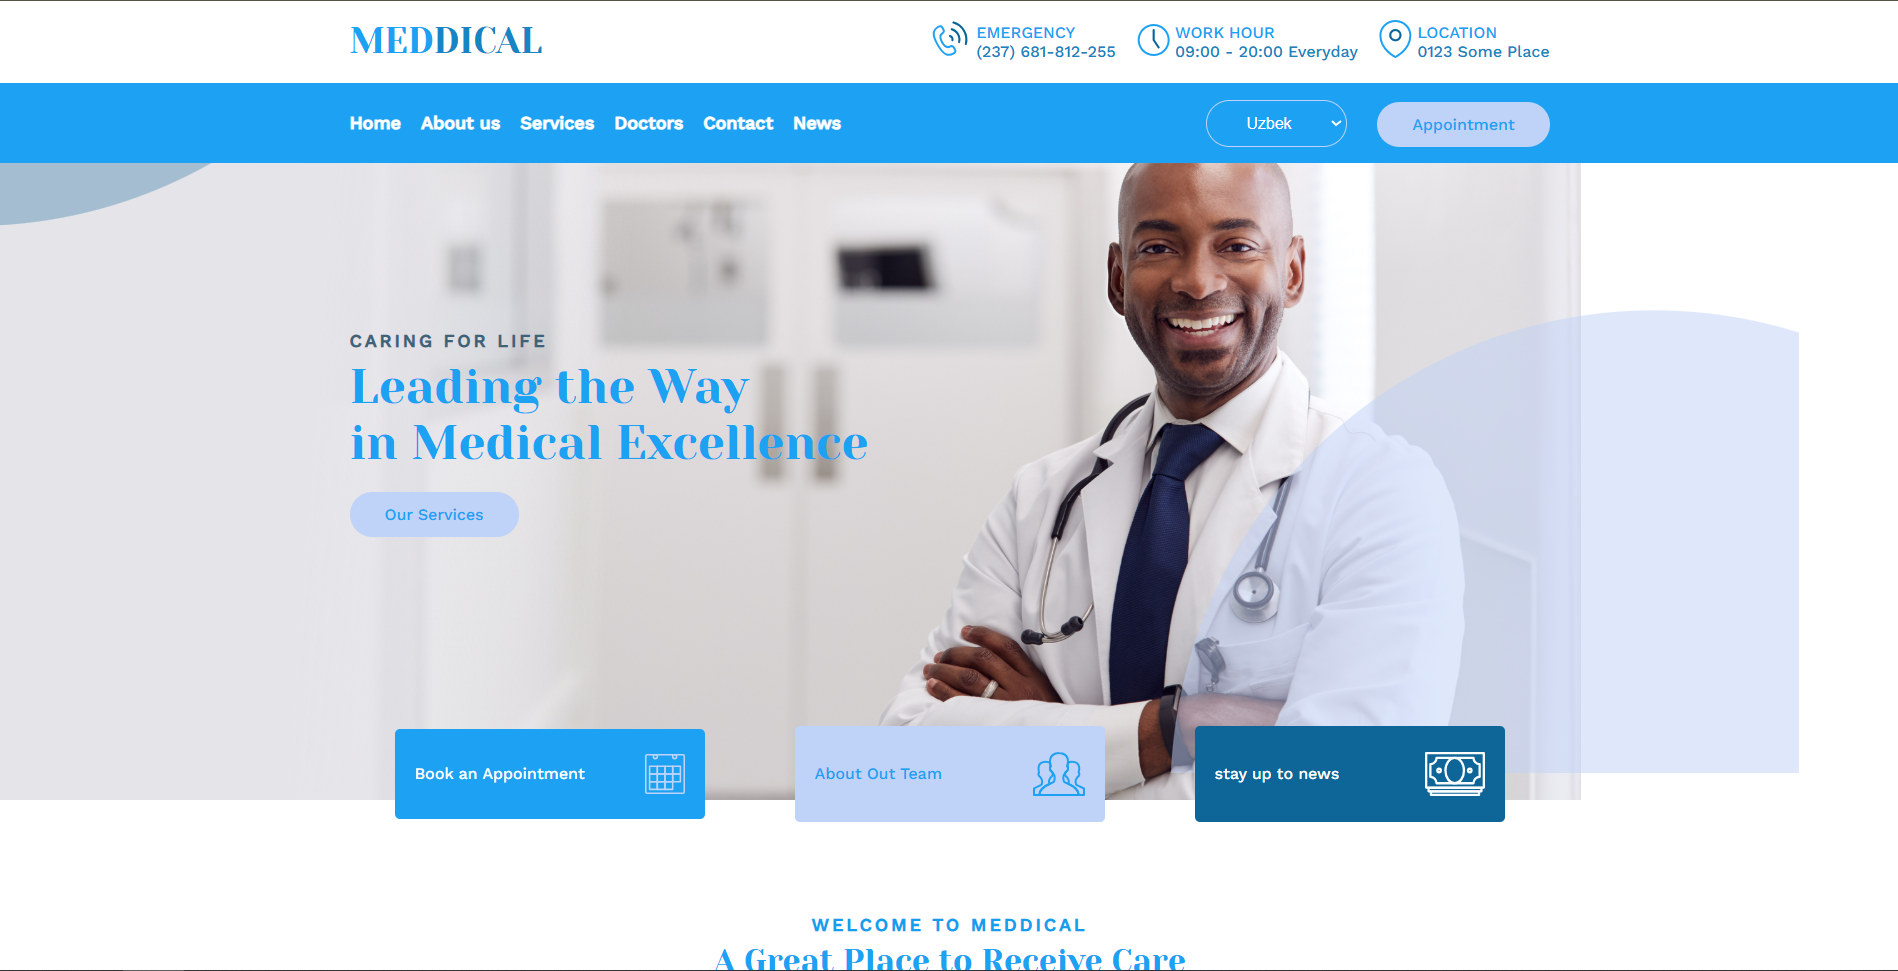 MEDDICAL
EMERGENCY
(237) 681-812-255
WORK HOUR
09:00 - 20:00 Everyday
LOCATION
0123 Some Place
Home
About us
Services
Doctors
Contact
News
Uzbek
Appointment
CARING FOR LIFE
Leading the Way
in Medical Excellence
Our Services
Book an Appointment
About Out Team
stay up to news
WELCOME TO MEDDICAL
A Great Place to Receive Care